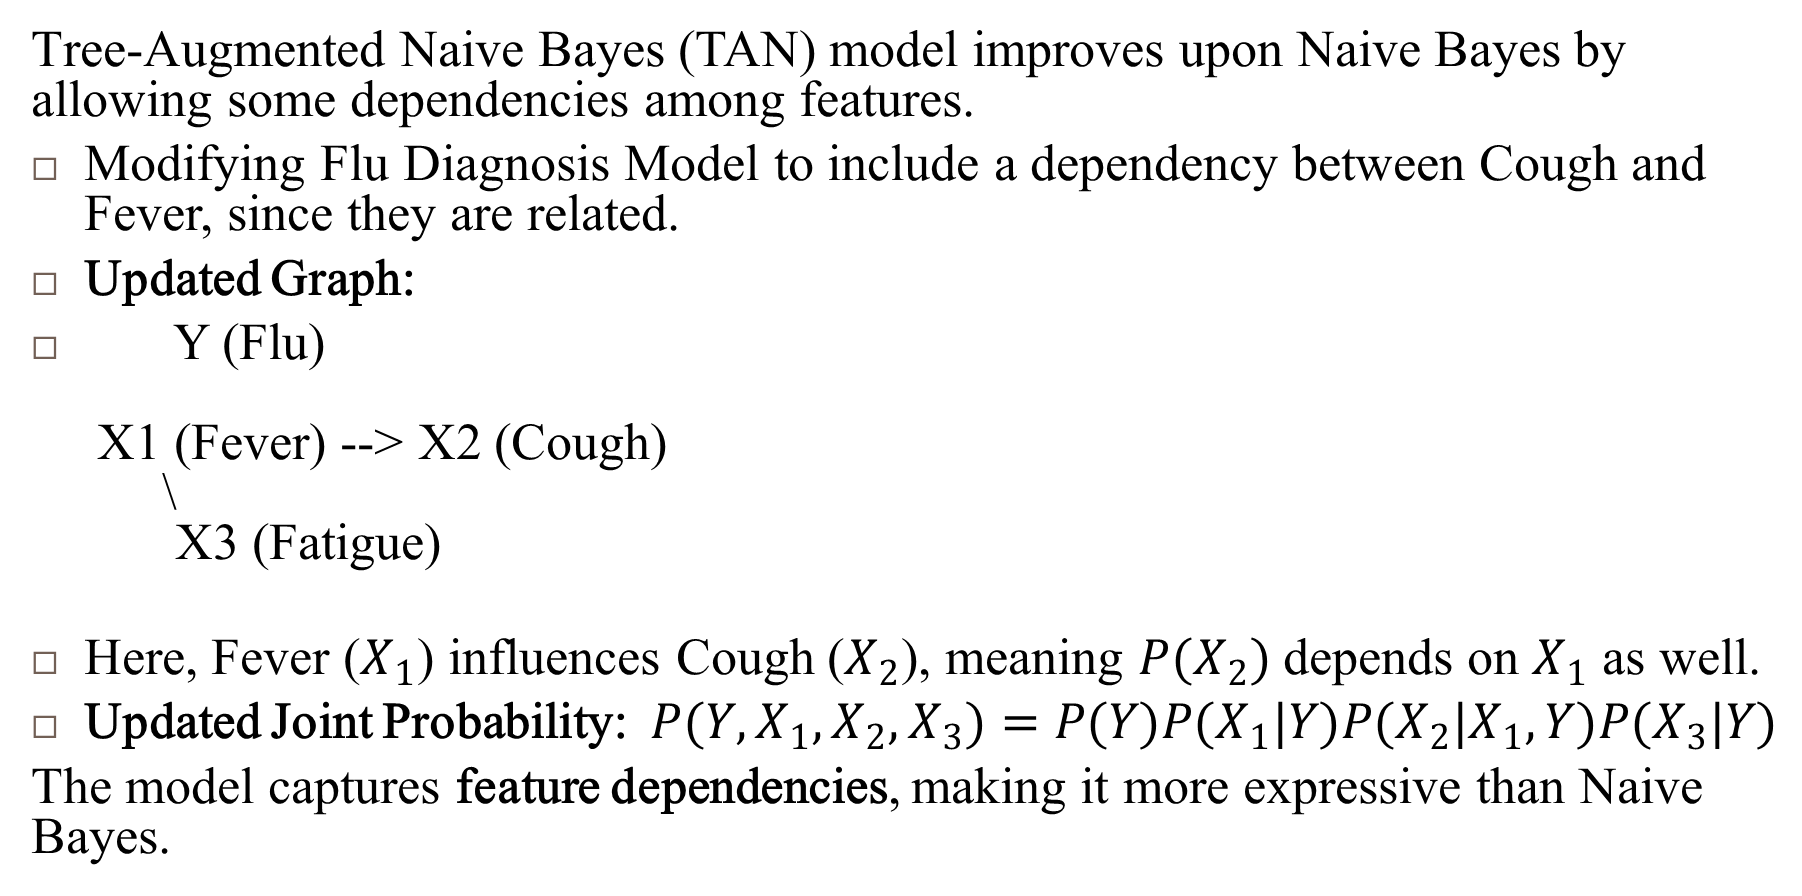 Tree-Augmented Naive Bayes (TAN) model improves upon Naive Bayes by
allowing some dependencies among features.
□ Modifying Flu Diagnosis Model to include a dependency between Cough and
Fever, since they are related.
□ Updated Graph:
□ Y (Flu)
X1 (Fever) --> X2 (Cough)
\
X3 (Fatigue)
□ Here, Fever (X₁) influences Cough (X₂), meaning P(X₂) depends on X₁ as well.
□ Updated Joint Probability: P(Y, X₁, X₂, X₃) = P(Y)P(X₁|Y)P(X₂|X₁, Y)P(X₃|Y)
The model captures feature dependencies, making it more expressive than Naive
Bayes.